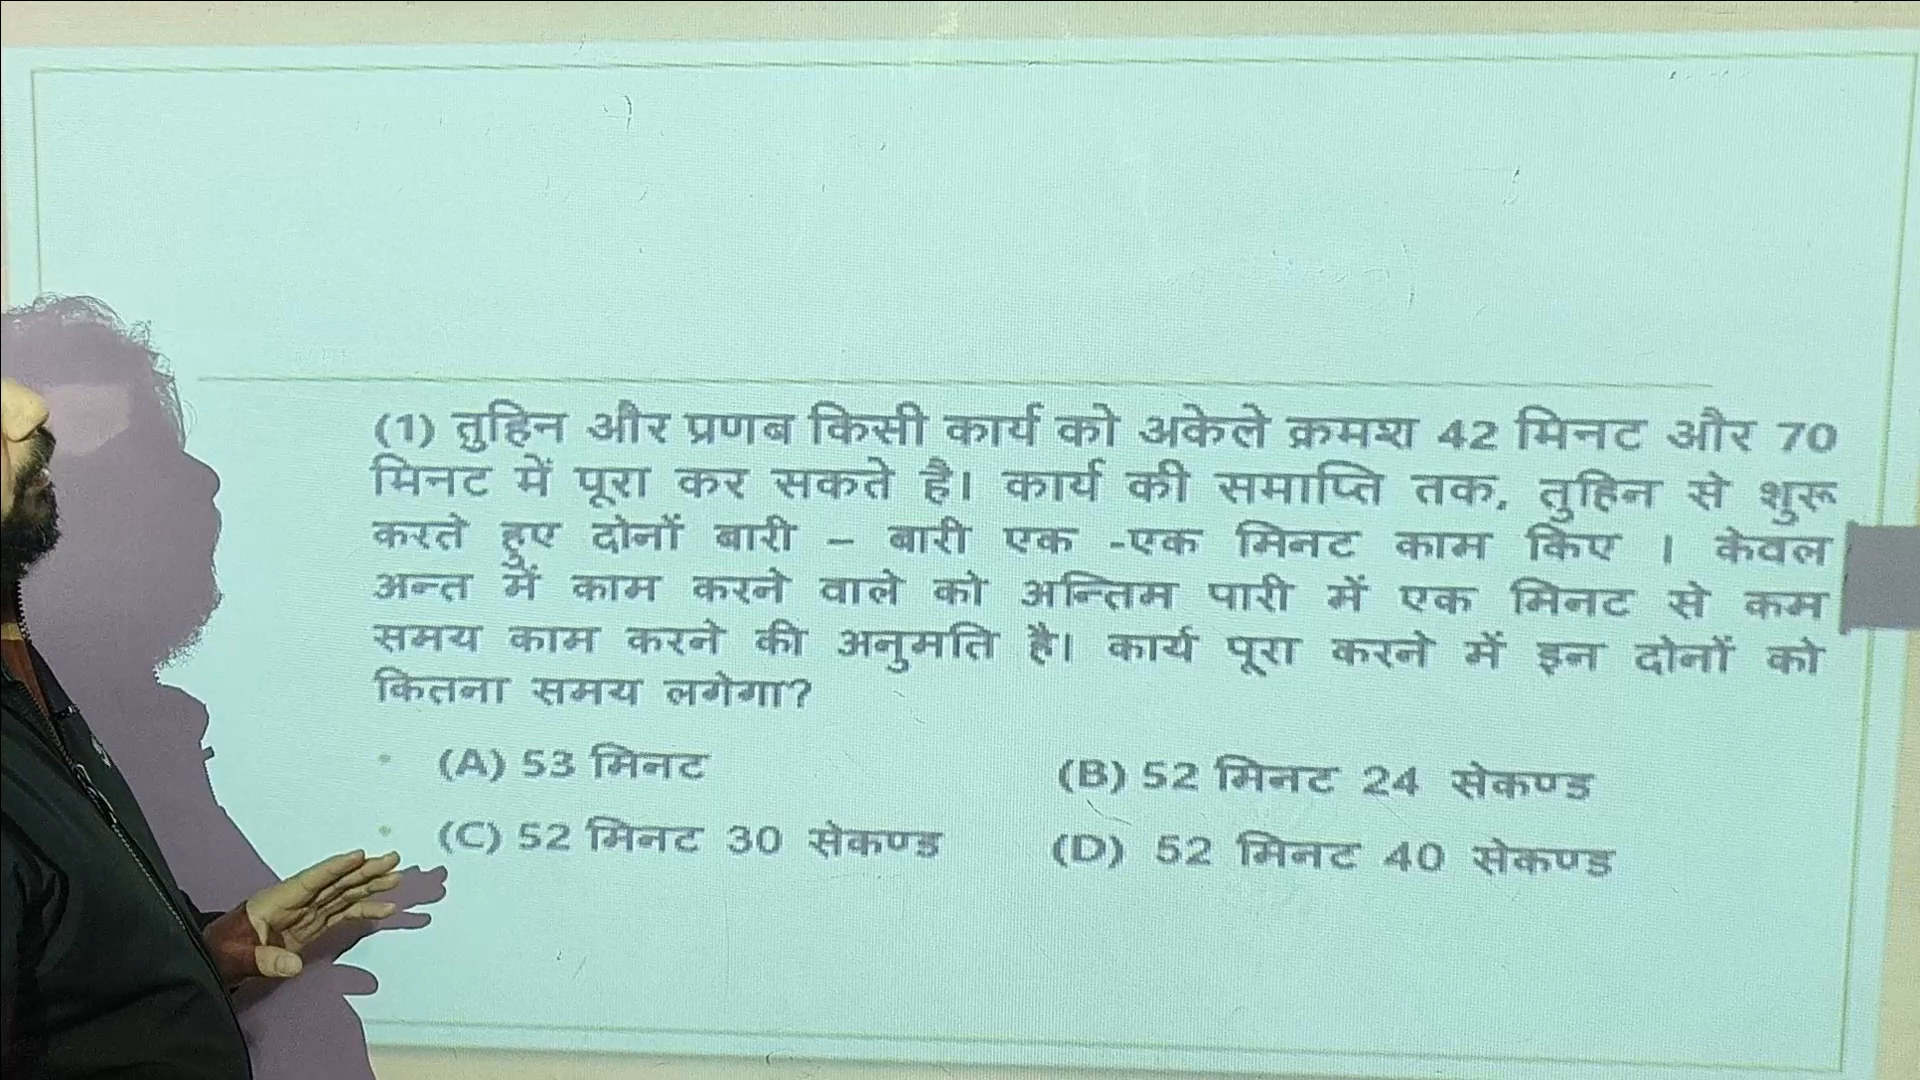 (1) तुहिन और प्रणब किसी कार्य को अकेले क्रमश 42 मिनट और 70
मिनट में पूरा कर सकते है। कार्य की समाप्ति तक, तुहिन से शुरू
करते हुए दोनों बारी – बारी एक -एक मिनट काम किए । केवल
अन्त में काम करने वाले को अन्तिम पारी में एक मिनट से कम
समय काम करने की अनुमति है। कार्य पूरा करने में इन दोनों को
कितना समय लगेगा?
(A) 53 मिनट
(B) 52 मिनट 24 सेकण्ड
(C) 52 मिनट 30 सेकण्ड
(D) 52 मिनट 40 सेकण्ड